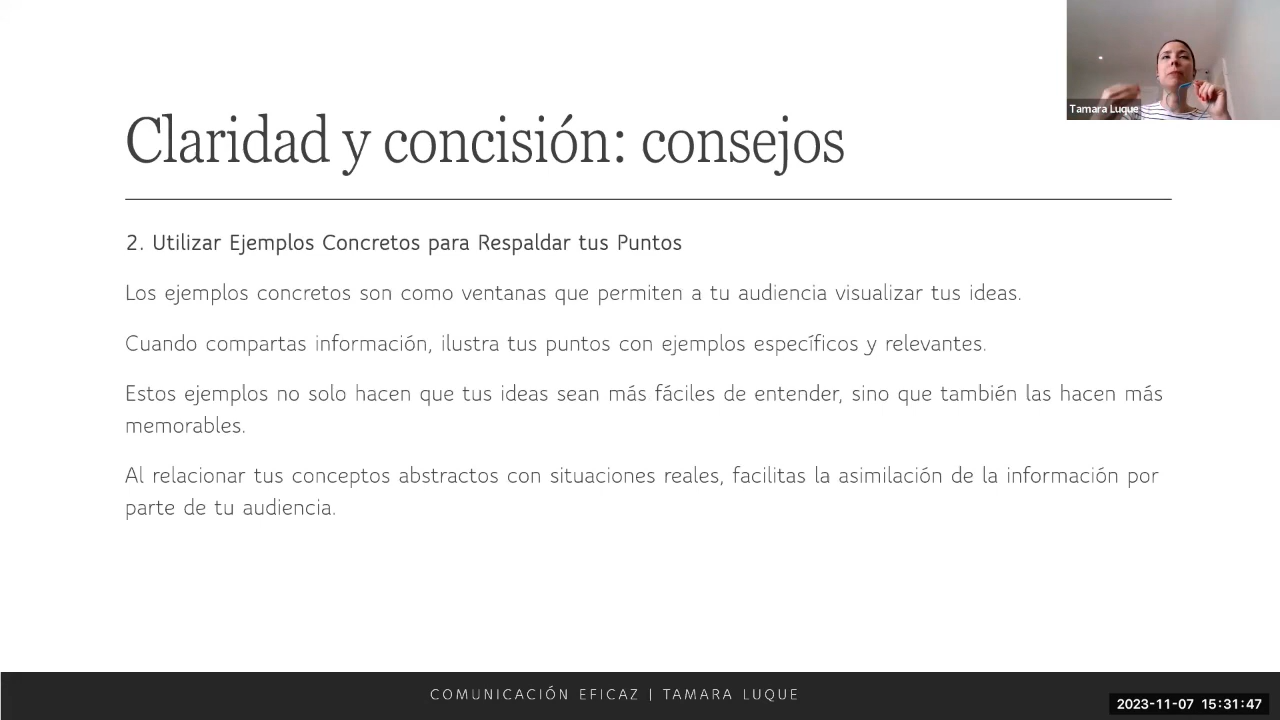 Tamara Luque
Claridad y concisión: consejos
2. Utilizar Ejemplos Concretos para Respaldar tus Puntos
Los ejemplos concretos son como ventanas que permiten a tu audiencia visualizar tus ideas.
Cuando compartas información, ilustra tus puntos con ejemplos específicos y relevantes.
Estos ejemplos no solo hacen que tus ideas sean más fáciles de entender, sino que también las hacen más
memorables.
Al relacionar tus conceptos abstractos con situaciones reales, facilitas la asimilación de la información por
parte de tu audiencia.
COMUNICACIÓN EFICAZ | TAMARA LUQUE
2023-11-07 15:31:47